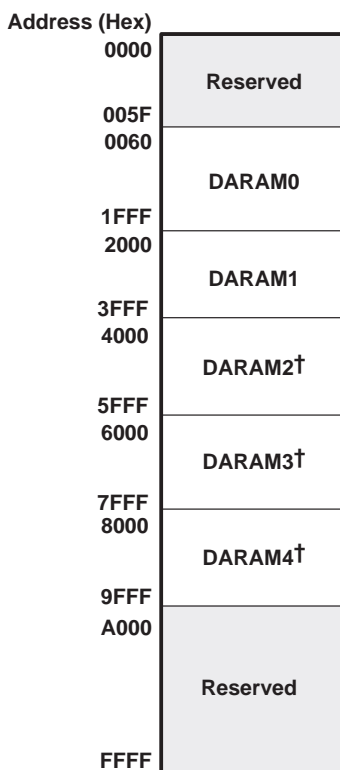 Address (Hex)
0000
Reserved
005F
0060
DARAM0
1FFF
2000
DARAM1
3FFF
4000
DARAM2†
5FFF
6000
DARAM3†
7FFF
8000
DARAM4†
9FFF
A000
Reserved
FFFF